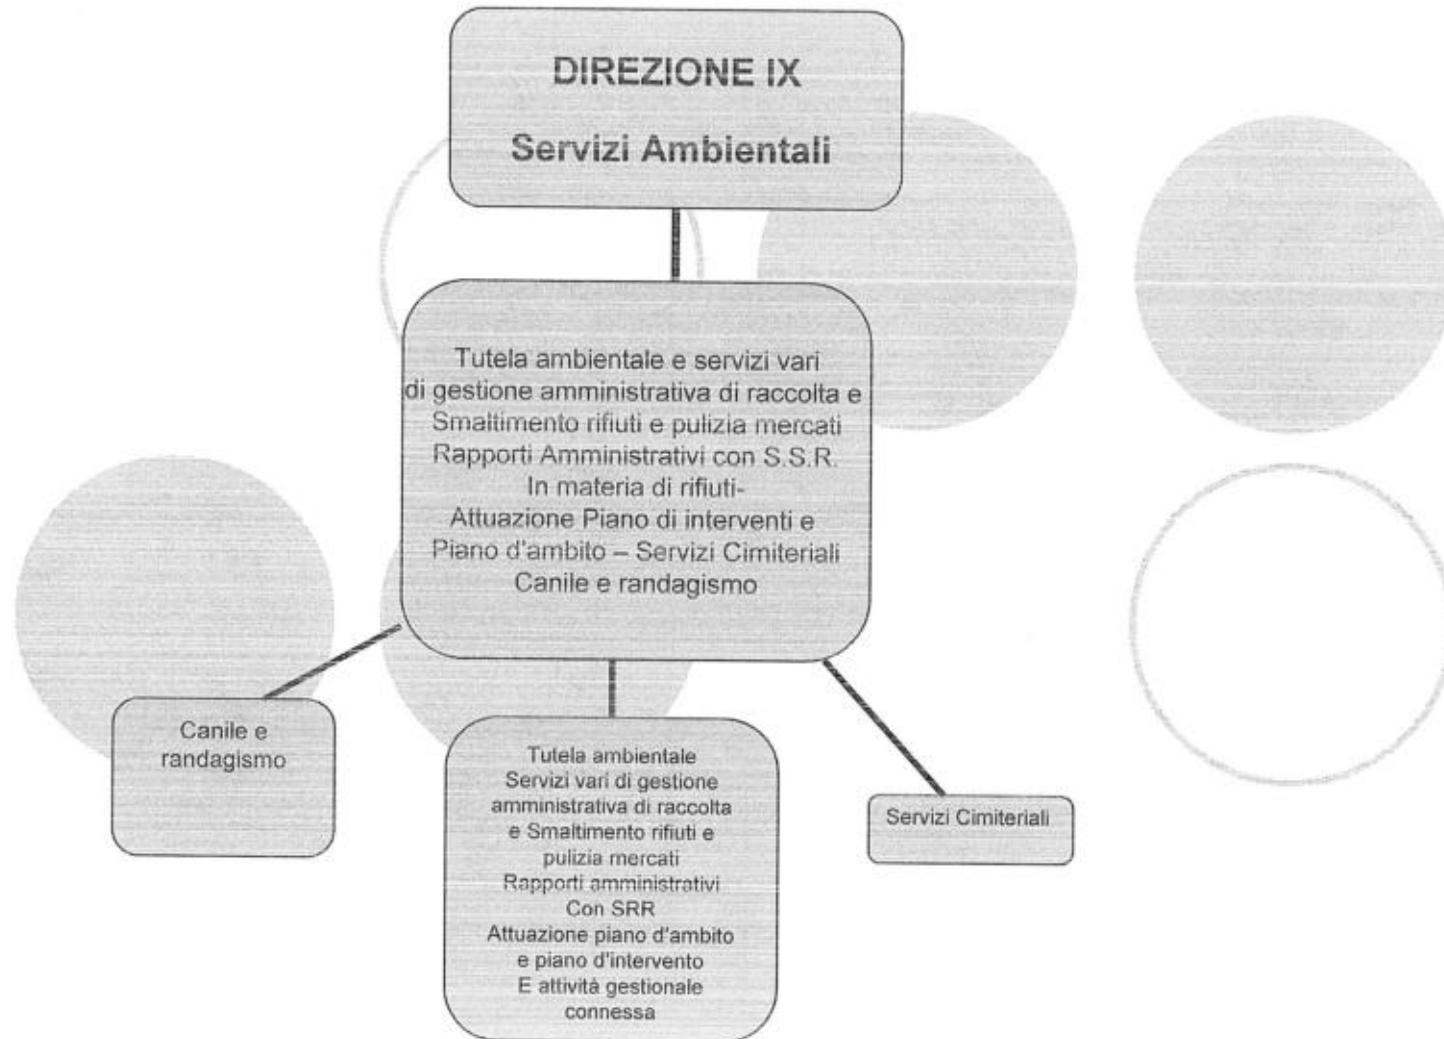 DIREZIONE IX
Servizi Ambientali
Tutela ambientale e servizi vari
di gestione amministrativa di raccolta e
Smaltimento rifiuti e pulizia mercati
Rapporti Amministrativi con S.S.R.
In materia di rifiuti-
Attuazione Piano di interventi e
Piano d'ambito – Servizi Cimiteriali
Canile e randagismo
Canile e
randagismo
Tutela ambientale
Servizi vari di gestione
amministrativa di raccolta
e Smaltimento rifiuti e
pulizia mercati
Rapporti amministrativi
Con SRR
Attuazione piano d'ambito
e piano d'intervento
E attività gestionale
connessa
Servizi Cimiteriali